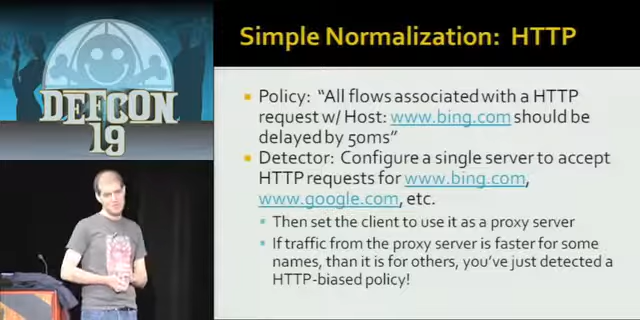 DEFCON
19
Simple Normalization: HTTP
Policy: “All flows associated with a HTTP
request w/ Host: www.bing.com should be
delayed by 50ms”
Detector: Configure a single server to accept
HTTP requests for www.bing.com,
www.google.com, etc.
Then set the client to use it as a proxy server
If traffic from the proxy server is faster for some
names, than it is for others, you’ve just detected a
HTTP-biased policy!